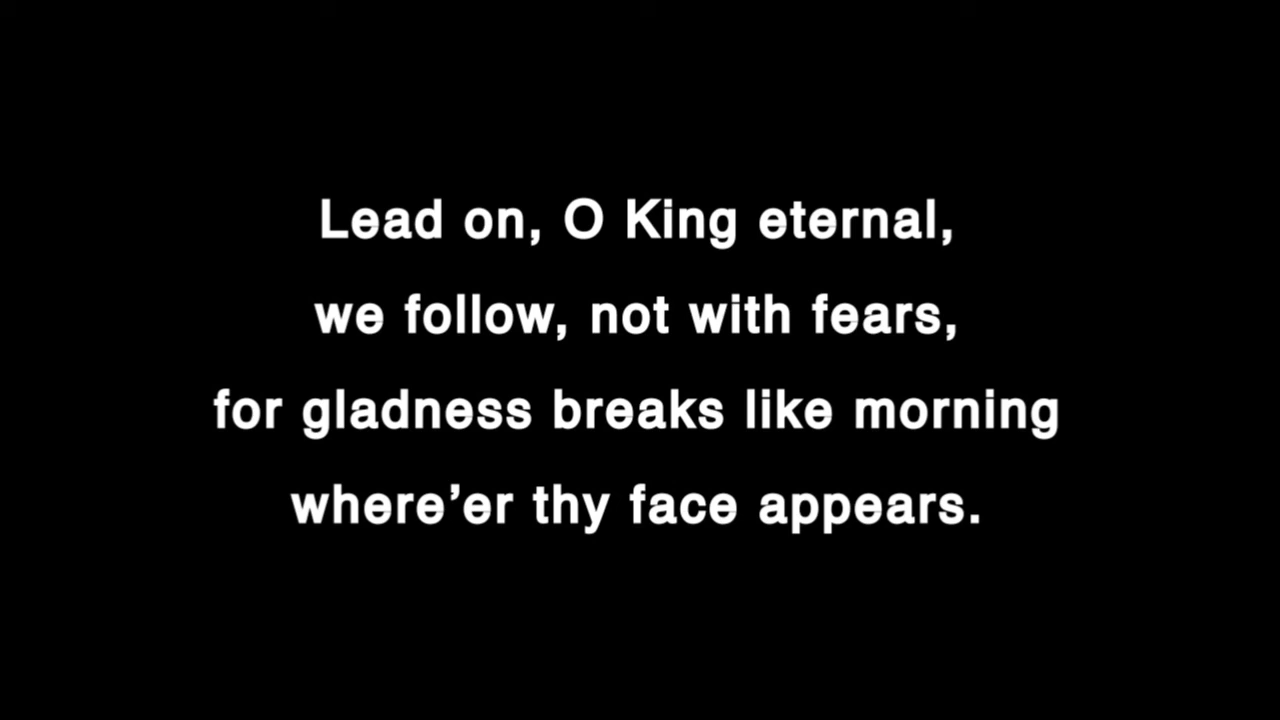 Lead on, O King eternal,
we follow, not with fears,
for gladness breaks like morning
where’er thy face appears.